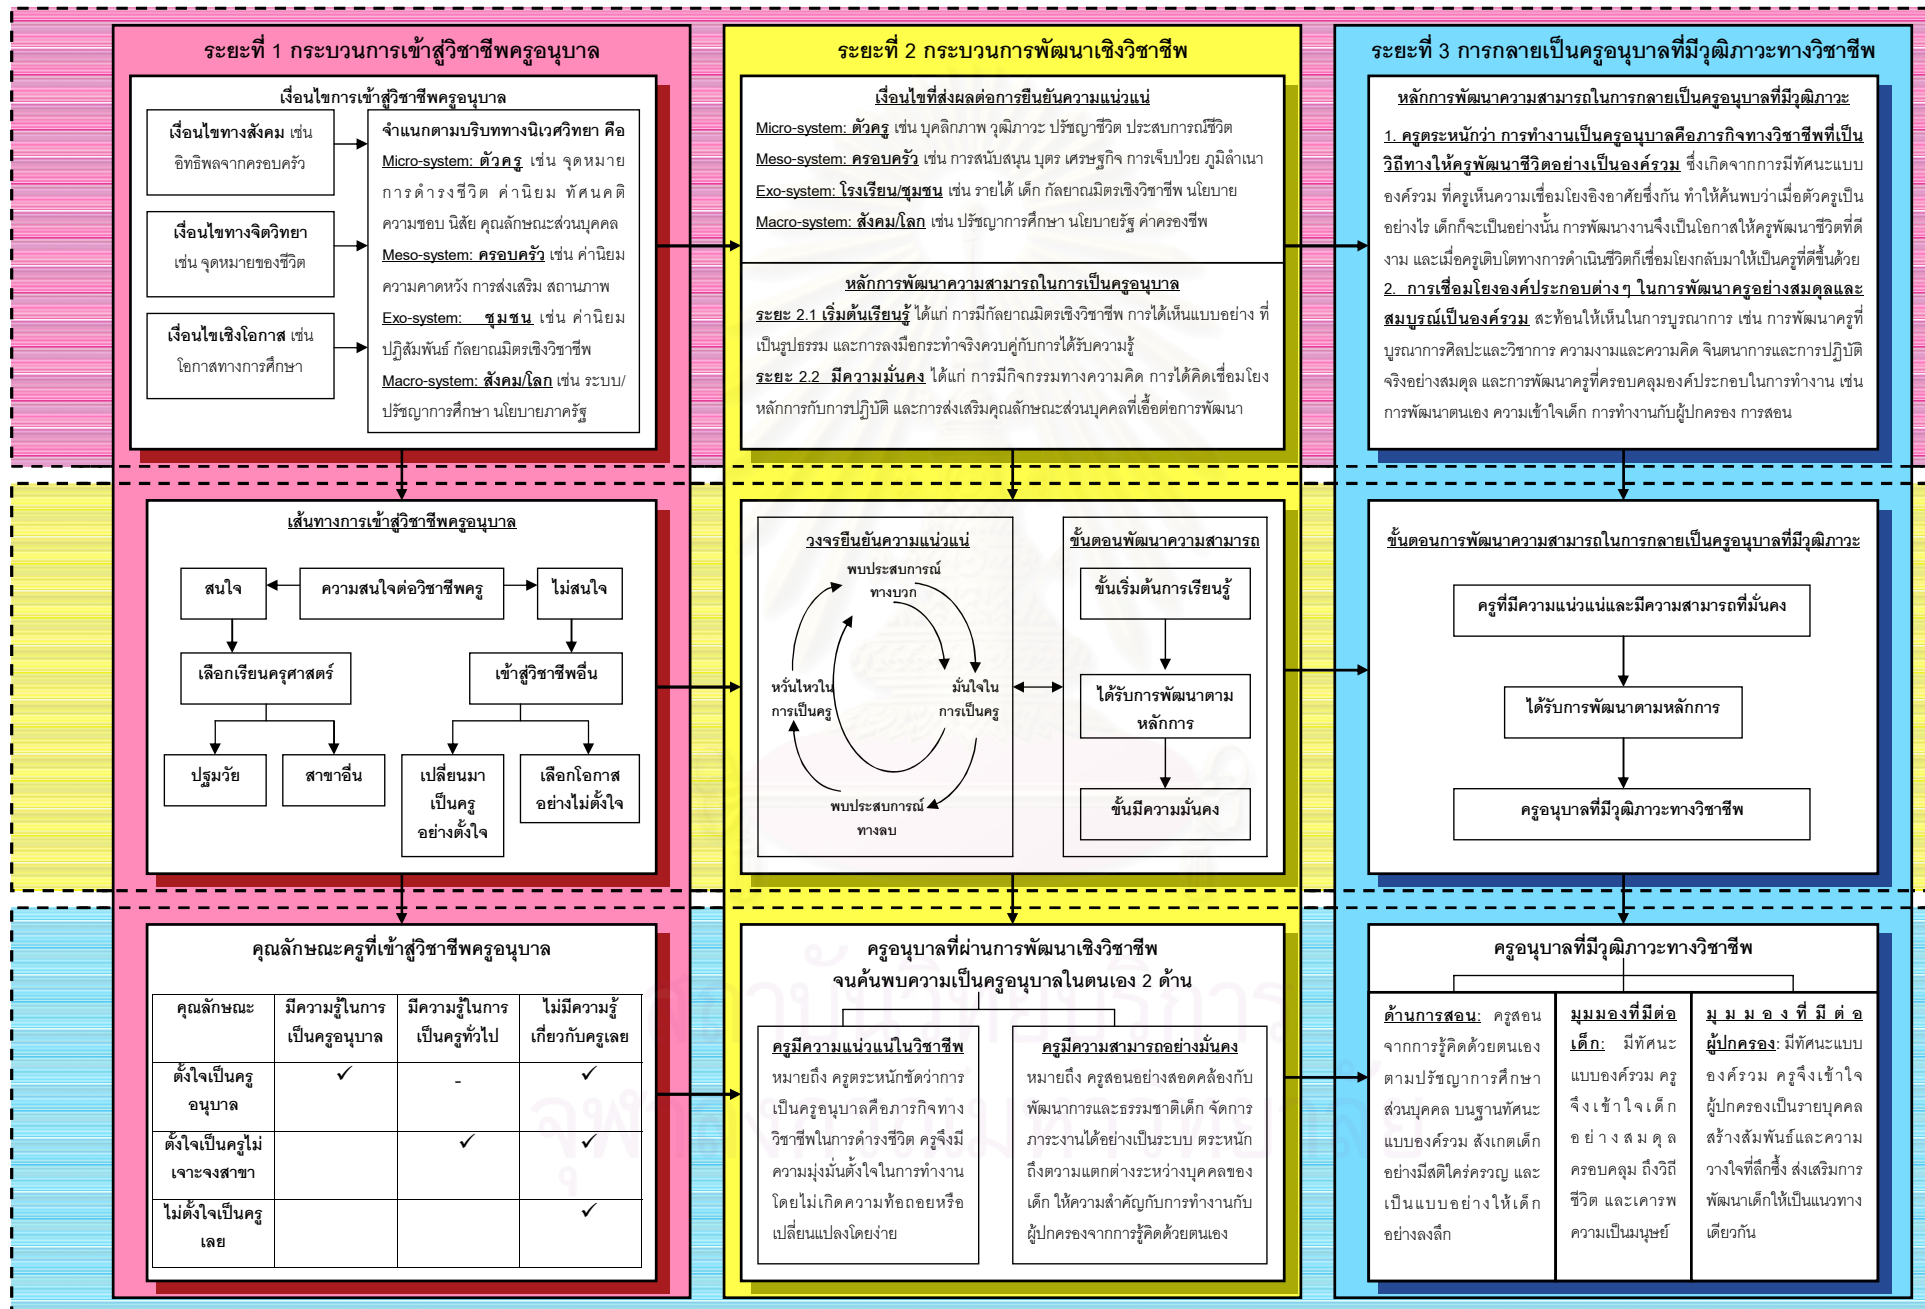 ระยะที่ 1 กระบวนการเข้าสู่วิชาชีพครูอนุบาล
เงื่อนไขการเข้าสู่วิชาชีพครูอนุบาล
เงื่อนไขทางสังคม เช่น
อิทธิพลจากครอบครัว
เงื่อนไขทางจิตวิทยา
เช่น จุดหมายของชีวิต
เงื่อนไขเชิงโอกาส เช่น
โอกาสทางการศึกษา
จำแนกตามบริบททางนิเวศวิทยา คือ
Micro-system: ตัวครู เช่น จุดหมาย
การดำรงชีวิต ค่านิยม ทัศนคติ
ความชอบ นิสัย คุณลักษณะส่วนบุคคล
Meso-system: ครอบครัว เช่น ค่านิยม
ความคาดหวัง การส่งเสริม สถานภาพ
Exo-system: ชุมชน เช่น ค่านิยม
ปฏิสัมพันธ์ กัลยาณมิตรเชิงวิชาชีพ
Macro-system: สังคม/โลก เช่น ระบบ/
ปรัชญาการศึกษา นโยบายภาครัฐ
ระยะที่ 2 กระบวนการพัฒนาเชิงวิชาชีพ
เงื่อนไขที่ส่งผลต่อการยืนยันความแน่วแน่
Micro-system: ตัวครู เช่น บุคลิกภาพ วุฒิภาวะ ปรัชญาชีวิต ประสบการณ์ชีวิต
Meso-system: ครอบครัว เช่น การสนับสนุน บุตร เศรษฐกิจ การเจ็บป่วย ภูมิลำเนา
Exo-system: โรงเรียน/ชุมชน เช่น รายได้ เด็ก กัลยาณมิตรเชิงวิชาชีพ นโยบาย
Macro-system: สังคม/โลก เช่น ปรัชญาการศึกษา นโยบายรัฐ ค่าครองชีพ
หลักการพัฒนาความสามารถในการเป็นครูอนุบาล
ระยะ 2.1 เริ่มต้นเรียนรู้ ได้แก่ การมีกัลยาณมิตรเชิงวิชาชีพ การได้เห็นแบบอย่าง ที่
เป็นรูปธรรม และการลงมือกระทำจริงควบคู่กับการได้รับความรู้
ระยะ 2.2 มีความมั่นคง ได้แก่ การมีกิจกรรมทางความคิด การได้คิดเชื่อมโยง
หลักการกับการปฏิบัติ และการส่งเสริมคุณลักษณะส่วนบุคคลที่เอื้อต่อการพัฒนา
ระยะที่ 3 การกลายเป็นครูอนุบาลที่มีวุฒิภาวะทางวิชาชีพ
หลักการพัฒนาความสามารถในการกลายเป็นครูอนุบาลที่มีวุฒิภาวะ
1. ครูตระหนักว่า การทำงานเป็นครูอนุบาลคือภารกิจทางวิชาชีพที่เป็น
วิถีทางให้ครูพัฒนาชีวิตอย่างเป็นองค์รวม ซึ่งเกิดจากการมีทัศนะแบบ
องค์รวม ที่ครูเห็นความเชื่อมโยงอิงอาศัยซึ่งกัน ทำให้ค้นพบว่าเมื่อตัวครูเป็น
อย่างไร เด็กก็จะเป็นอย่างนั้น การพัฒนางานจึงเป็นโอกาสให้ครูพัฒนาชีวิตที่ดี
งาม และเมื่อครูเติบโตทางการดำเนินชีวิตก็เชื่อมโยงกลับมาให้เป็นครูที่ดีขึ้นด้วย
2. การเชื่อมโยงองค์ประกอบต่างๆ ในการพัฒนาครูอย่างสมดุลและ
สมบูรณ์เป็นองค์รวม สะท้อนให้เห็นในการบูรณาการ เช่น การพัฒนาครูที่
บูรณาการศิลปะและวิชาการ ความงามและความคิด จินตนาการและการปฏิบัติ
จริงอย่างสมดุล และการพัฒนาครูที่ครอบคลุมองค์ประกอบในการทำงาน เช่น
การพัฒนาตนเอง ความเข้าใจเด็ก การทำงานกับผู้ปกครอง การสอน
เส้นทางการเข้าสู่วิชาชีพครูอนุบาล
สนใจ
ความสนใจต่อวิชาชีพครู
ไม่สนใจ
เลือกเรียนครุศาสตร์
เข้าสู่วิชาชีพอื่น
ปฐมวัย
สาขาอื่น
เปลี่ยนมา
เป็นครู
อย่างตั้งใจ
เลือกโอกาส
อย่างไม่ตั้งใจ
วงจรยืนยันความแน่วแน่
พบประสบการณ์
ทางบวก
หวั่นไหวใน
การเป็นครู
มั่นใจใน
การเป็นครู
พบประสบการณ์
ทางลบ
ขั้นตอนพัฒนาความสามารถ
ขั้นเริ่มต้นการเรียนรู้
ได้รับการพัฒนาตาม
หลักการ
ขั้นมีความมั่นคง
ขั้นตอนการพัฒนาความสามารถในการกลายเป็นครูอนุบาลที่มีวุฒิภาวะ
ครูที่มีความแน่วแน่และมีความสามารถที่มั่นคง
ได้รับการพัฒนาตามหลักการ
ครูอนุบาลที่มีวุฒิภาวะทางวิชาชีพ
คุณลักษณะครูที่เข้าสู่วิชาชีพครูอนุบาล
คุณลักษณะ มีความรู้ในการ มีความรู้ในการ ไม่มีความรู้
เป็นครูอนุบาล เป็นครูทั่วไป เกี่ยวกับครูเลย
ตั้งใจเป็นครู ✓ - ✓
อนุบาล
ตั้งใจเป็นครูไม่ ✓ ✓
เจาะจงสาขา
ไม่ตั้งใจเป็นครู ✓
เลย
ครูอนุบาลที่ผ่านการพัฒนาเชิงวิชาชีพ
จนค้นพบความเป็นครูอนุบาลในตนเอง 2 ด้าน
ครูมีความแน่วแน่ในวิชาชีพ
หมายถึง ครูตระหนักชัดว่าการ
เป็นครูอนุบาลคือภารกิจทาง
วิชาชีพในการดำรงชีวิต ครูจึงมี
ความมุ่งมั่นตั้งใจในการทำงาน
โดยไม่เกิดความท้อถอยหรือ
เปลี่ยนแปลงโดยง่าย
ครูมีความสามารถอย่างมั่นคง
หมายถึง ครูสอนอย่างสอดคล้องกับ
พัฒนาการและธรรมชาติเด็ก จัดการ
ภาระงานได้อย่างเป็นระบบ ตระหนัก
ถึงตวามแตกต่างระหว่างบุคคลของ
เด็ก ให้ความสำคัญกับการทำงานกับ
ผู้ปกครองจากการรู้คิดด้วยตนเอง
ครูอนุบาลที่มีวุฒิภาวะทางวิชาชีพ
ด้านการสอน: ครูสอน
จากการรู้คิดด้วยตนเอง
ตามปรัชญาการศึกษา
ส่วนบุคคล บนฐานทัศนะ
แบบองค์รวม สังเกตเด็ก
อย่างมีสติใคร่ครวญ และ
เป็นแบบอย่างให้เด็ก
อย่างลงลึก
มุมมองที่มีต่อ
เด็ก: มีทัศนะ
แบบองค์รวม ครู
จึงเข้าใจเด็ก
อย่างสมดุล
ครอบคลุม ถึงวิถี
ชีวิต และเคารพ
ความเป็นมนุษย์
มุมมองที่มีต่อ
ผู้ปกครอง: มีทัศนะแบบ
องค์รวม ครูจึงเข้าใจ
ผู้ปกครองเป็นรายบุคคล
สร้างสัมพันธ์และความ
วางใจที่ลึกซึ้ง ส่งเสริมการ
พัฒนาเด็กให้เป็นแนวทาง
เดียวกัน
สถาบันวิทยบริการ
จุฬาลงกรณ์มหาวิทยาลัย